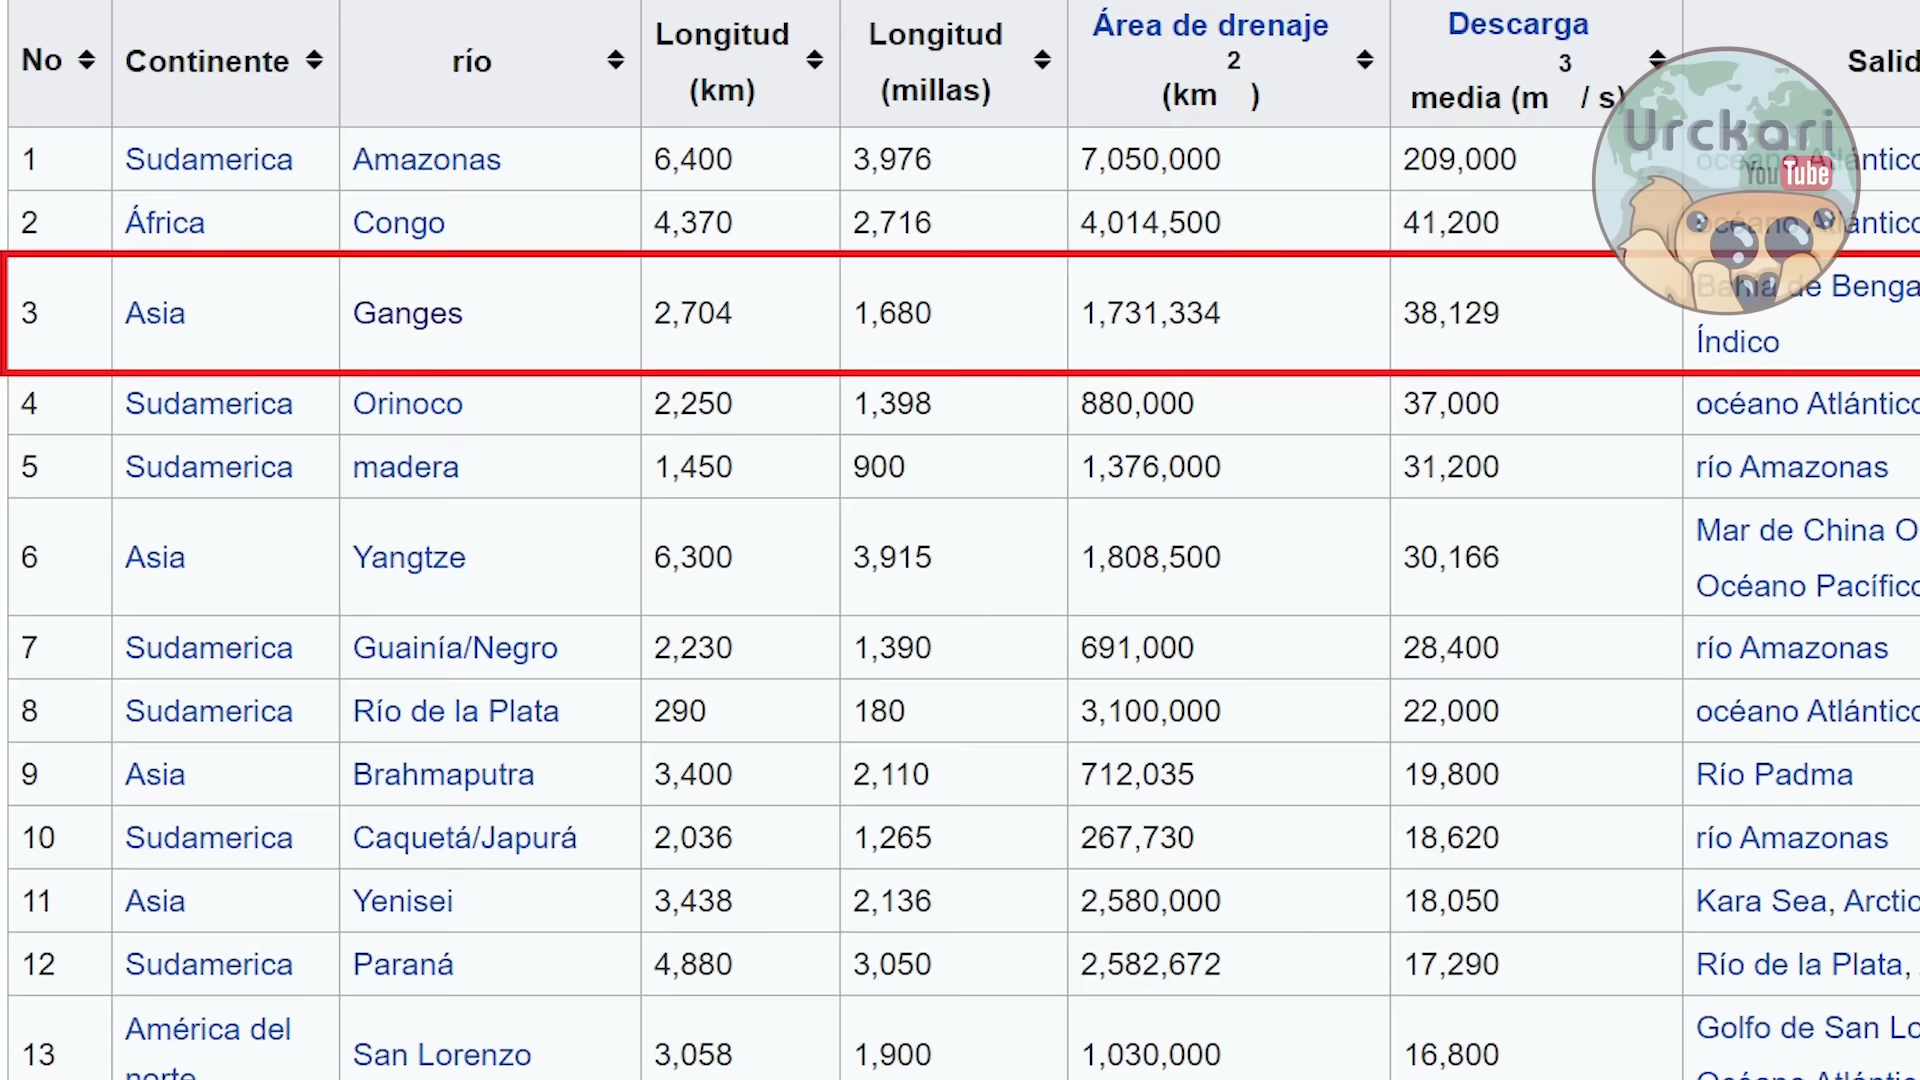 No Continente río Longitud (km) Longitud (millas) Área de drenaje (km 2 ) Descarga media (m 3 / s) Salid
1 Sudamerica Amazonas 6,400 3,976 7,050,000 209,000 océano Atlántico
2 África Congo 4,370 2,716 4,014,500 41,200 océano Atlántico
3 Asia Ganges 2,704 1,680 1,731,334 38,129 Bahía de Benga
Índico
4 Sudamerica Orinoco 2,250 1,398 880,000 37,000 océano Atlántico
5 Sudamerica madera 1,450 900 1,376,000 31,200 río Amazonas
6 Asia Yangtze 6,300 3,915 1,808,500 30,166 Mar de China O
Océano Pacífico
7 Sudamerica Guainía/Negro 2,230 1,390 691,000 28,400 río Amazonas
8 Sudamerica Río de la Plata 290 180 3,100,000 22,000 océano Atlántico
9 Asia Brahmaputra 3,400 2,110 712,035 19,800 Río Padma
10 Sudamerica Caquetá/Japurá 2,036 1,265 267,730 18,620 río Amazonas
11 Asia Yenisei 3,438 2,136 2,580,000 18,050 Kara Sea, Arctic
12 Sudamerica Paraná 4,880 3,050 2,582,672 17,290 Río de la Plata,
13 América del norte San Lorenzo 3,058 1,900 1,030,000 16,800 Golfo de San Lo
Urckari
YouTube